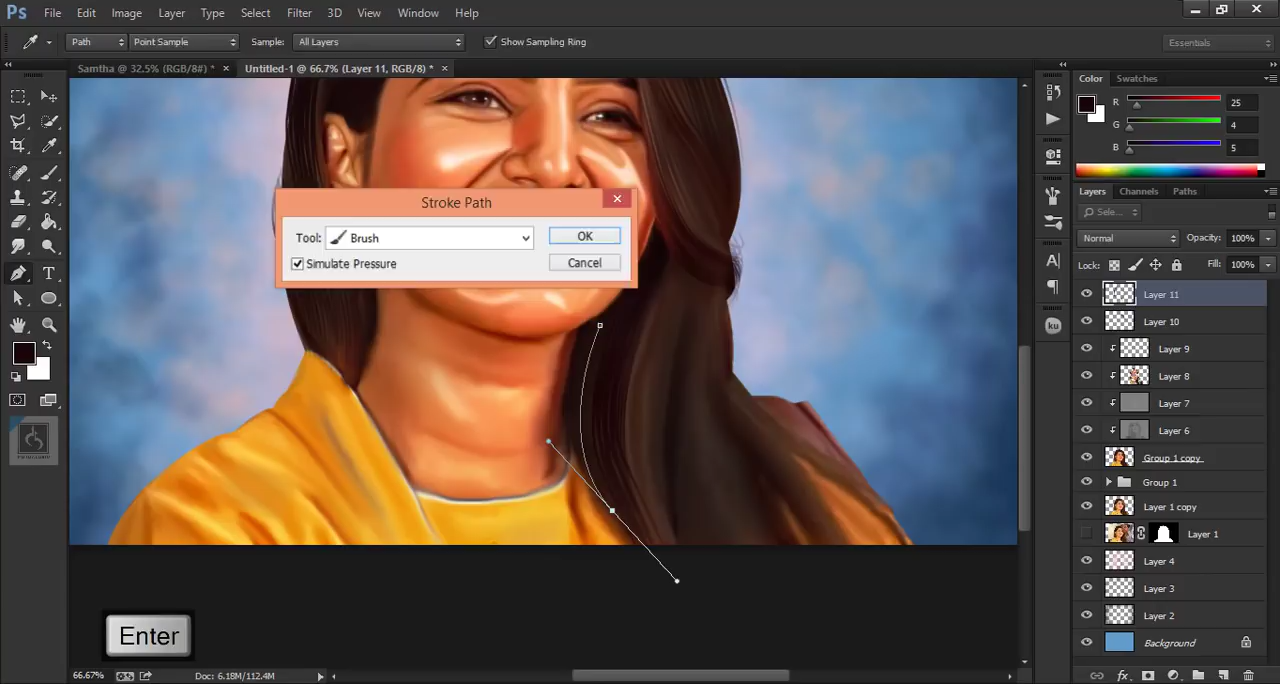 Ps File Edit Image Layer Type Select Filter 3D View Window Help
Path Point Sample Sample: All Layers Show Sampling Ring Essentials
Samtha @ 32.5% (RGB/8#) * × Untitled-1 @ 66.7% (Layer 11, RGB/8) * ×
Color Swatches
R 25
G 4
B 5
Layers Channels Paths
Sele...
Normal Opacity: 100%
Lock: Fill: 100%
Layer 11
Layer 10
Layer 9
Layer 8
Layer 7
Layer 6
Group 1 copy
Group 1
Layer 1 copy
Layer 1
Layer 4
Layer 3
Layer 2
Background
Stroke Path
Tool: Brush OK
Simulate Pressure Cancel
T
A
ku
Enter
66.67% Doc: 6.18M/112.4M
fx